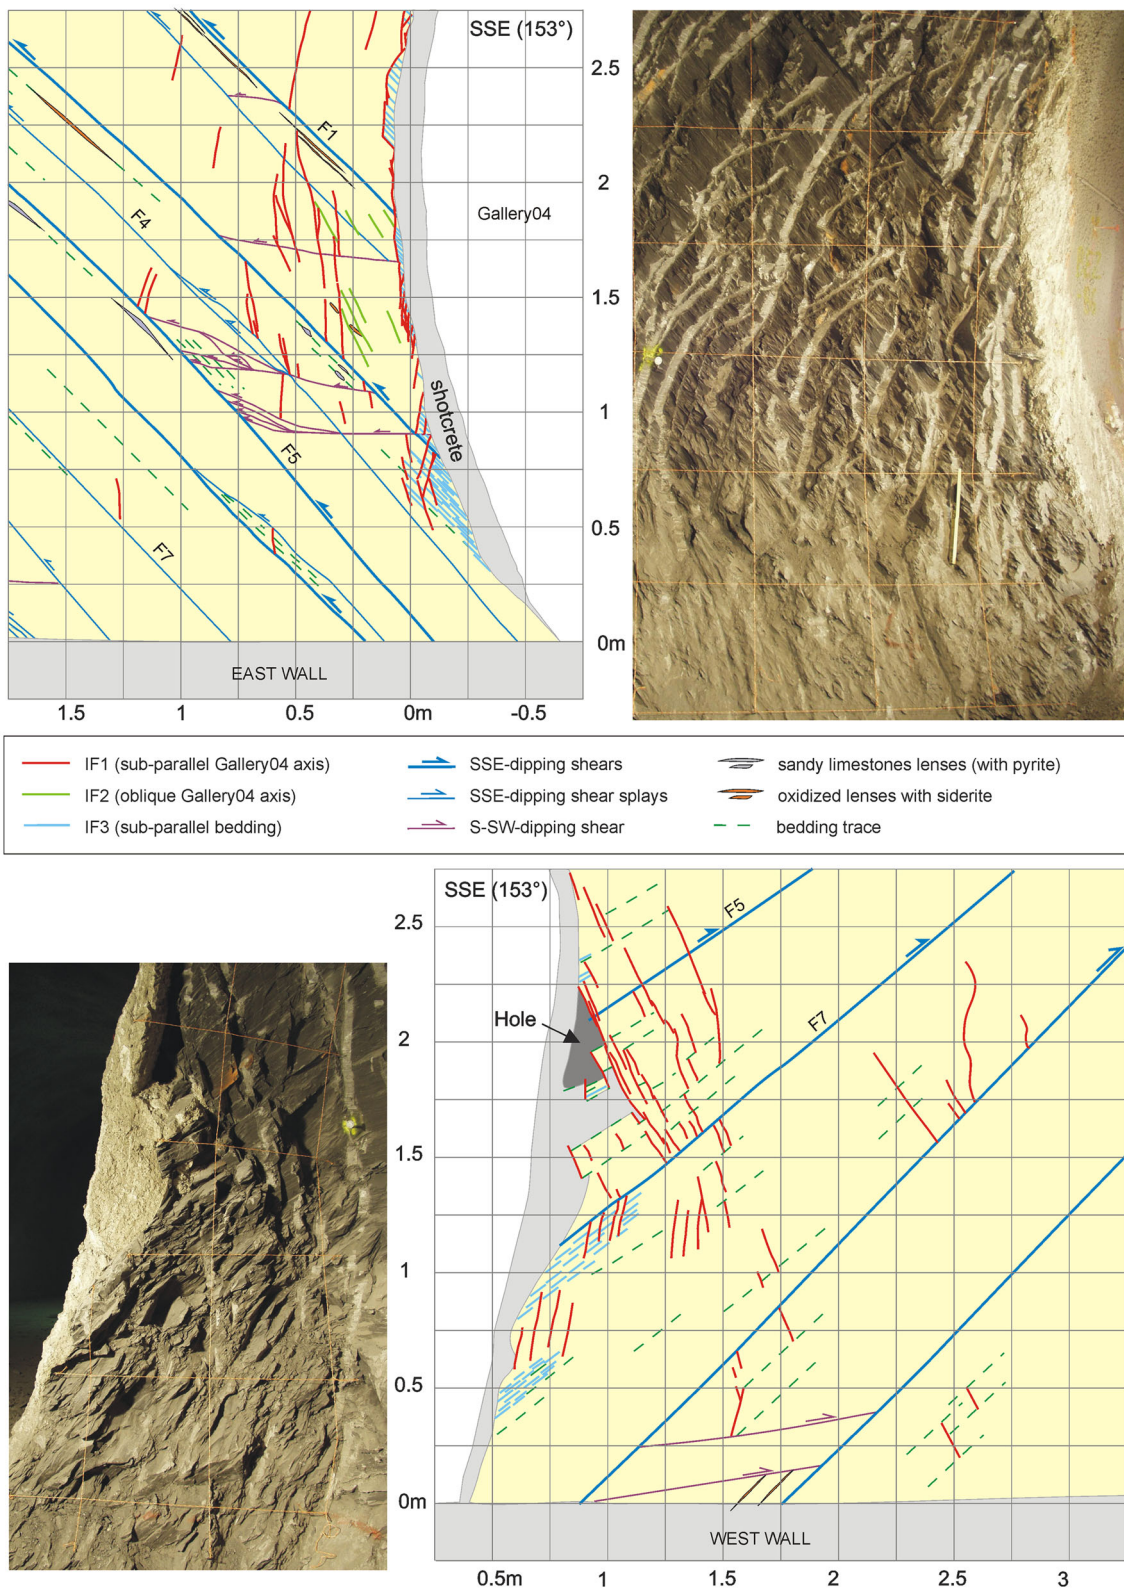 SSE (153°)
2.5
F1
2
F4
Gallery04
1.5
shotcrete
1
F5
0.5
F7
0m
EAST WALL
1.5
1
0.5
0m
-0.5
IF1 (sub-parallel Gallery04 axis)
SSE-dipping shears
sandy limestones lenses (with pyrite)
IF2 (oblique Gallery04 axis)
SSE-dipping shear splays
oxidized lenses with siderite
IF3 (sub-parallel bedding)
S-SW-dipping shear
bedding trace
SSE (153°)
2.5
F5
F7
Hole
2
1.5
1
0.5
0m
WEST WALL
0.5m
1
1.5
2
2.5
3